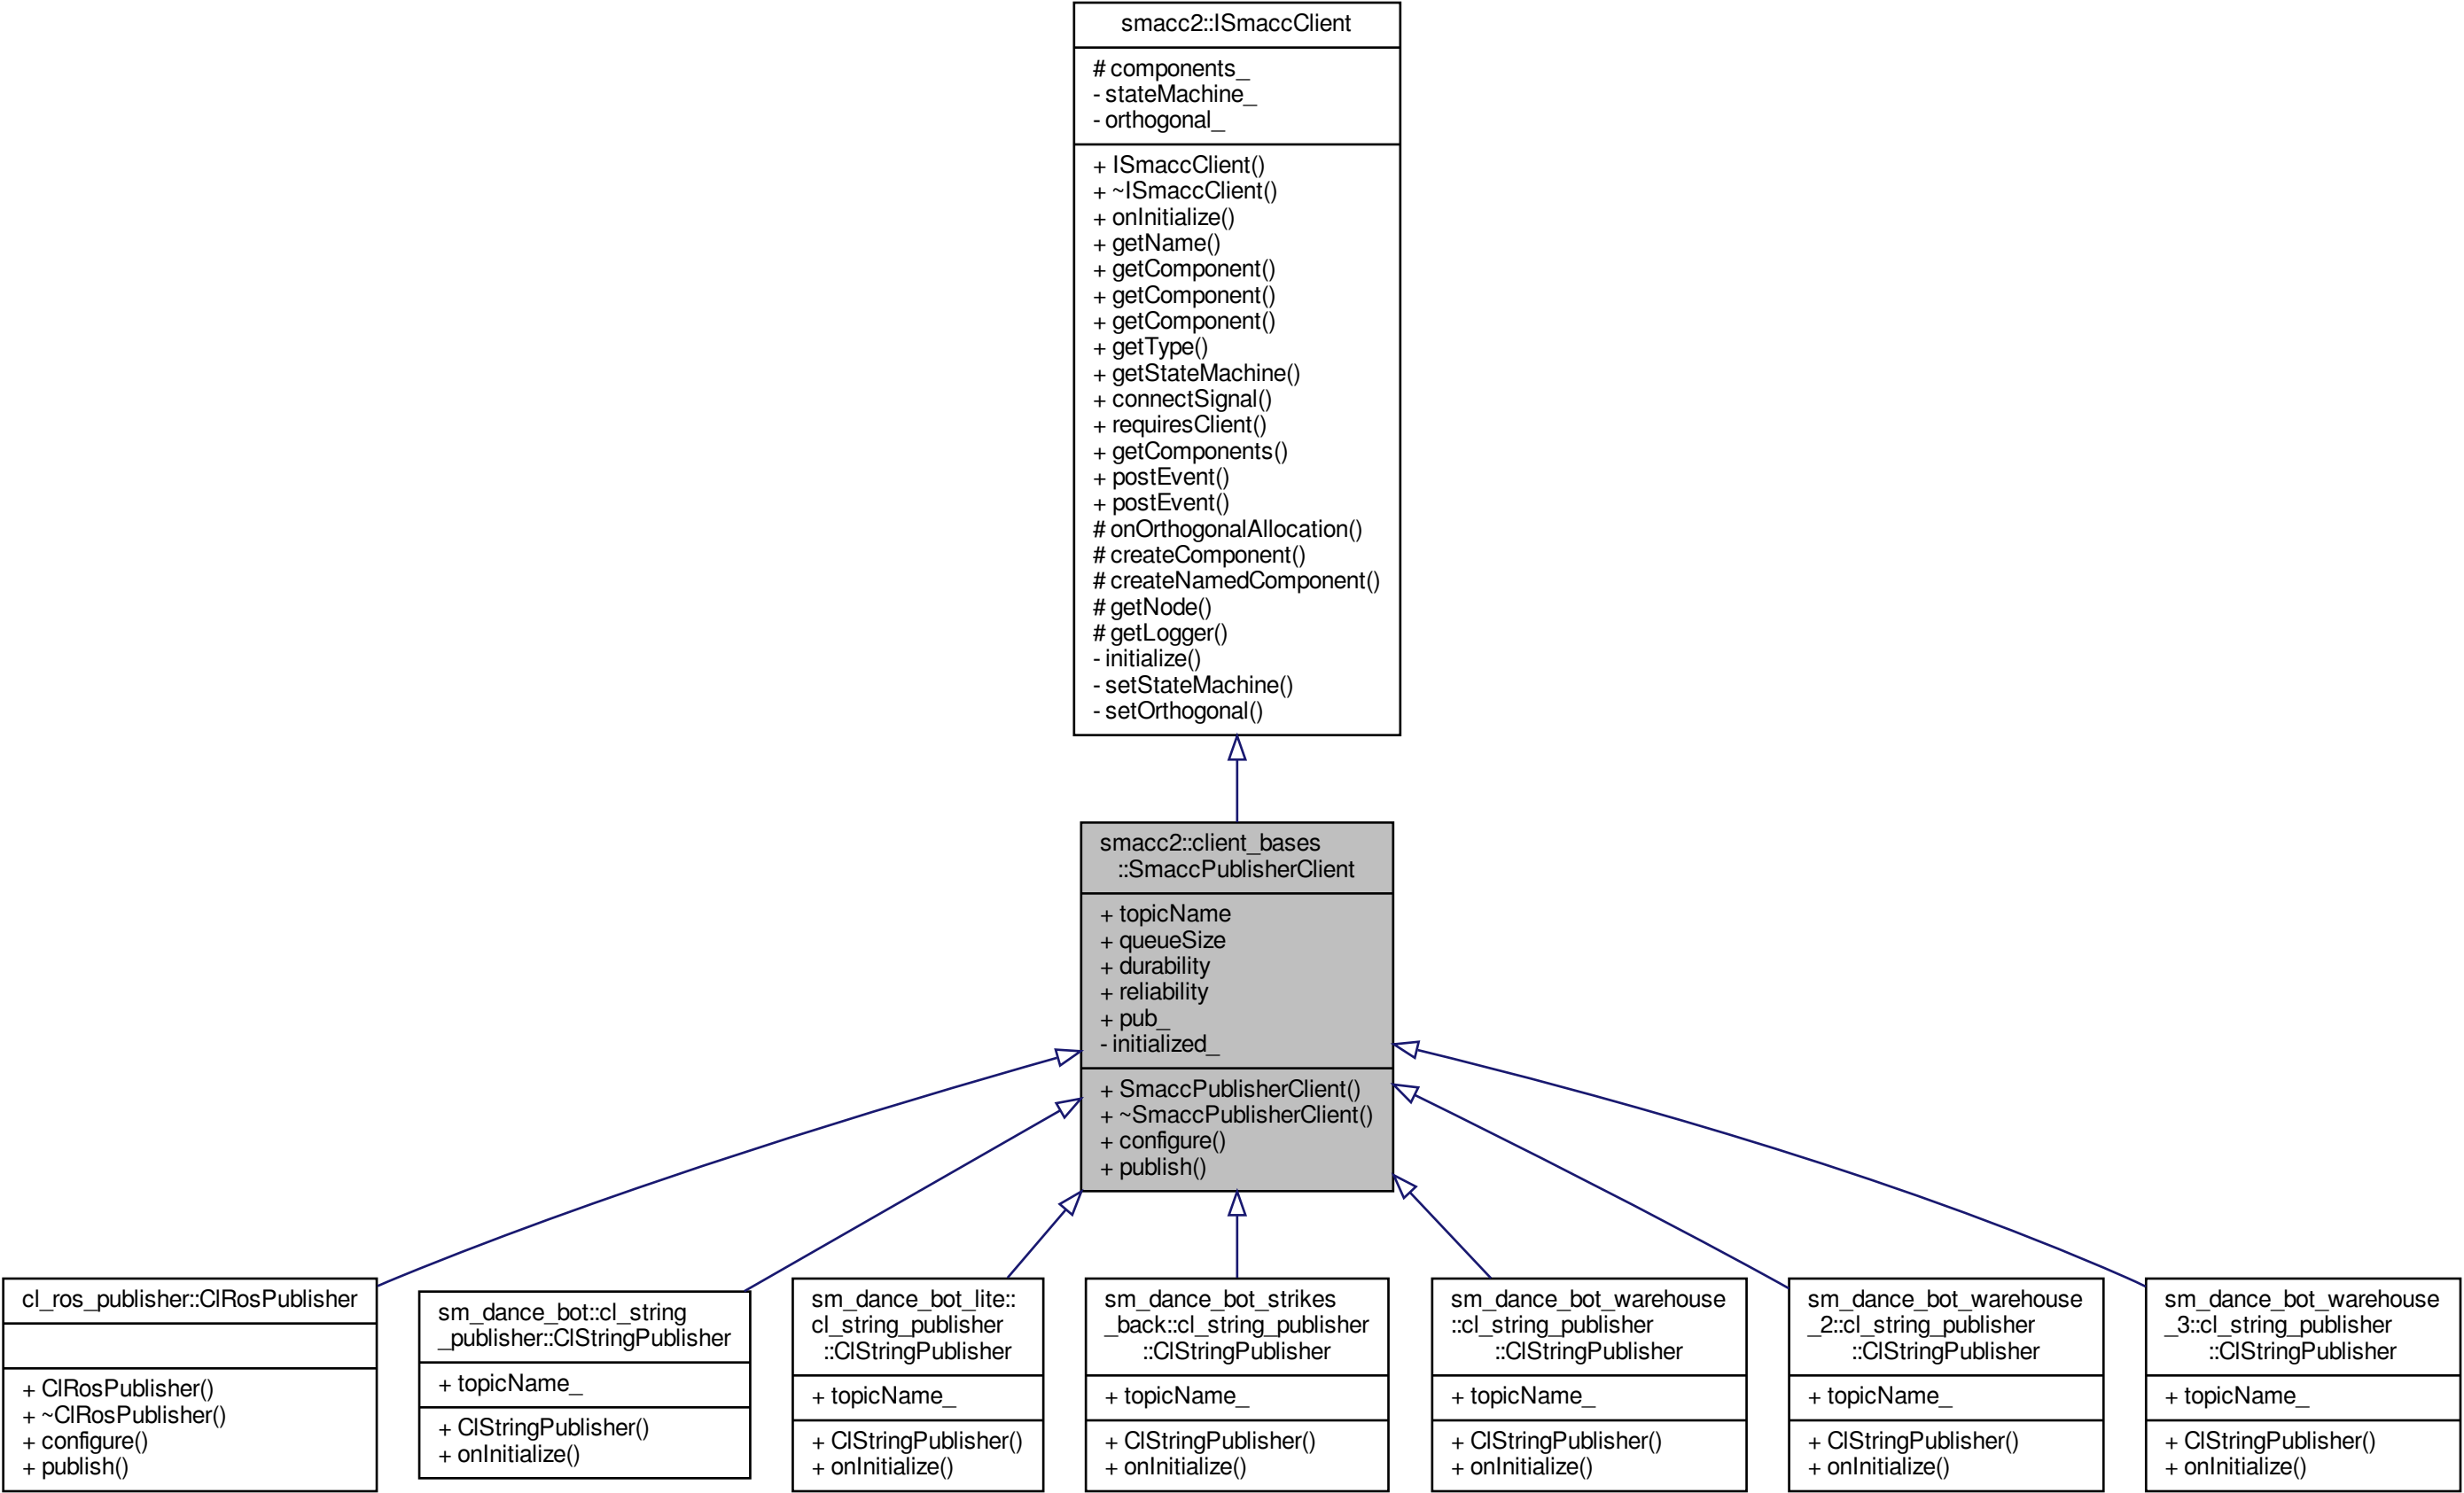 smacc2::ISmaccClient
# components_
- stateMachine_
- orthogonal_
+ ISmaccClient()
+ ~ISmaccClient()
+ onInitialize()
+ getName()
+ getComponent()
+ getComponent()
+ getComponent()
+ getType()
+ getStateMachine()
+ connectSignal()
+ requiresClient()
+ getComponents()
+ postEvent()
+ postEvent()
# onOrthogonalAllocation()
# createComponent()
# createNamedComponent()
# getNode()
# getLogger()
- initialize()
- setStateMachine()
- setOrthogonal()
smacc2::client_bases
::SmaccPublisherClient
+ topicName
+ queueSize
+ durability
+ reliability
+ pub_
- initialized_
+ SmaccPublisherClient()
+ ~SmaccPublisherClient()
+ configure()
+ publish()
cl_ros_publisher::ClRosPublisher
+ ClRosPublisher()
+ ~ClRosPublisher()
+ configure()
+ publish()
sm_dance_bot::cl_string
_publisher::ClStringPublisher
+ topicName_
+ ClStringPublisher()
+ onInitialize()
sm_dance_bot_lite::
cl_string_publisher
::ClStringPublisher
+ topicName_
+ ClStringPublisher()
+ onInitialize()
sm_dance_bot_strikes
_back::cl_string_publisher
::ClStringPublisher
+ topicName_
+ ClStringPublisher()
+ onInitialize()
sm_dance_bot_warehouse
::cl_string_publisher
::ClStringPublisher
+ topicName_
+ ClStringPublisher()
+ onInitialize()
sm_dance_bot_warehouse
_2::cl_string_publisher
::ClStringPublisher
+ topicName_
+ ClStringPublisher()
+ onInitialize()
sm_dance_bot_warehouse
_3::cl_string_publisher
::ClStringPublisher
+ topicName_
+ ClStringPublisher()
+ onInitialize()